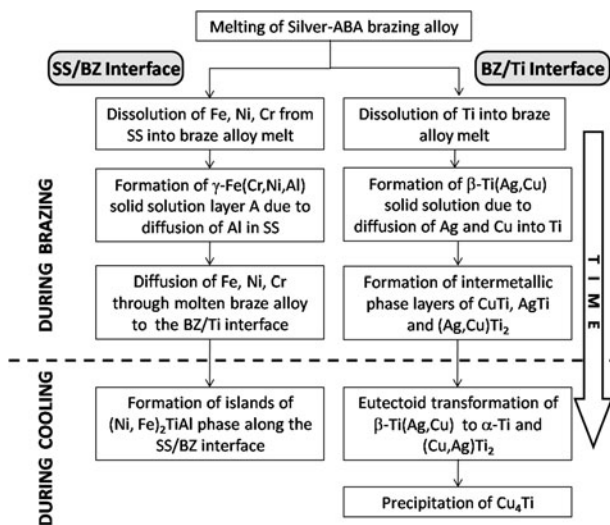 Melting of Silver-ABA brazing alloy
SS/BZ Interface
BZ/Ti Interface
Dissolution of Fe, Ni, Cr from
SS into braze alloy melt
Dissolution of Ti into braze
alloy melt
Formation of γ-Fe(Cr,Ni,Al)
solid solution layer A due to
diffusion of Al in SS
Formation of β-Ti(Ag,Cu)
solid solution due to
diffusion of Ag and Cu into Ti
Diffusion of Fe, Ni, Cr
through molten braze alloy
to the BZ/Ti interface
Formation of intermetallic
phase layers of CuTi, AgTi
and (Ag,Cu)Ti₂
DURING BRAZING
TIME
Formation of islands of
(Ni, Fe)₂TiAl phase along the
SS/BZ interface
Eutectoid transformation of
β-Ti(Ag,Cu) to α-Ti and
(Cu,Ag)Ti₂
Precipitation of Cu₄Ti
DURING COOLING